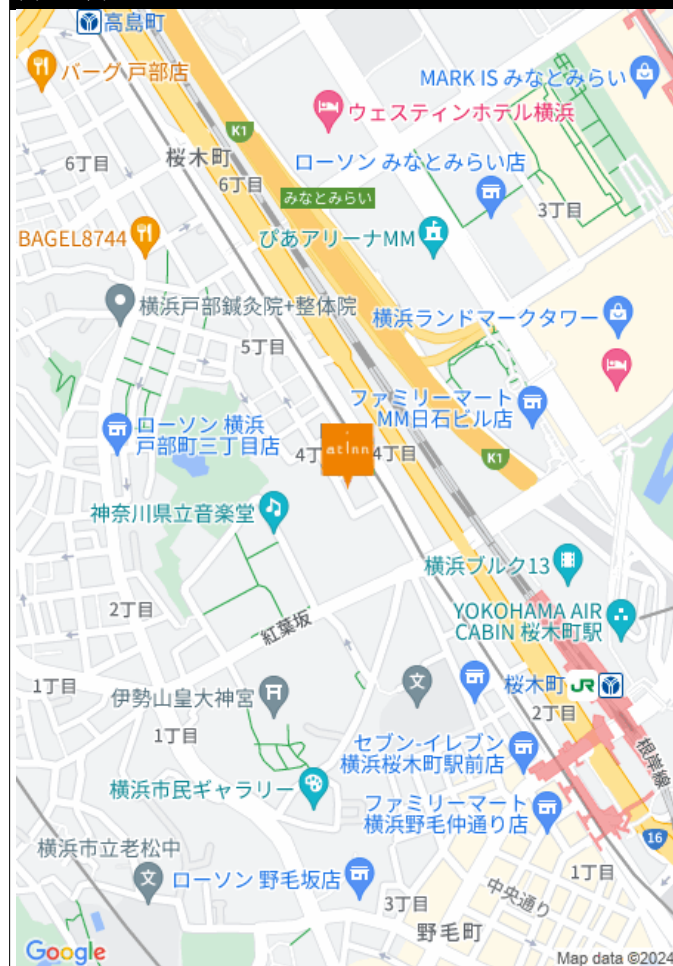 高島町
バーグ 戸部店
MARK IS みなとみらい
ウェスティンホテル横浜
K1
桜木町
6丁目
6丁目
ローソン みなとみらい店
みなとみらい
3丁目
BAGEL8744
ぴあアリーナMM
横浜戸部鍼灸院+整体院
横浜ランドマークタワー
5丁目
ファミリーマート
MM日石ビル店
ローソン 横浜
戸部町三丁目店
4丁
at inn
4丁目
K1
神奈川県立音楽堂
横浜ブルク13
2丁目
YOKOHAMA AIR
CABIN 桜木町駅
紅葉坂
1丁目
伊勢山皇大神宮
文
桜木町 JR
2丁目
1丁目
セブン-イレブン
横浜桜木町駅前店
根岸線
横浜市民ギャラリー
ファミリーマート
横浜野毛仲通り店
16
横浜市立老松中
文
ローソン 野毛坂店
1丁目
中央通り
3丁目
野毛町
Google
Map data ©2024